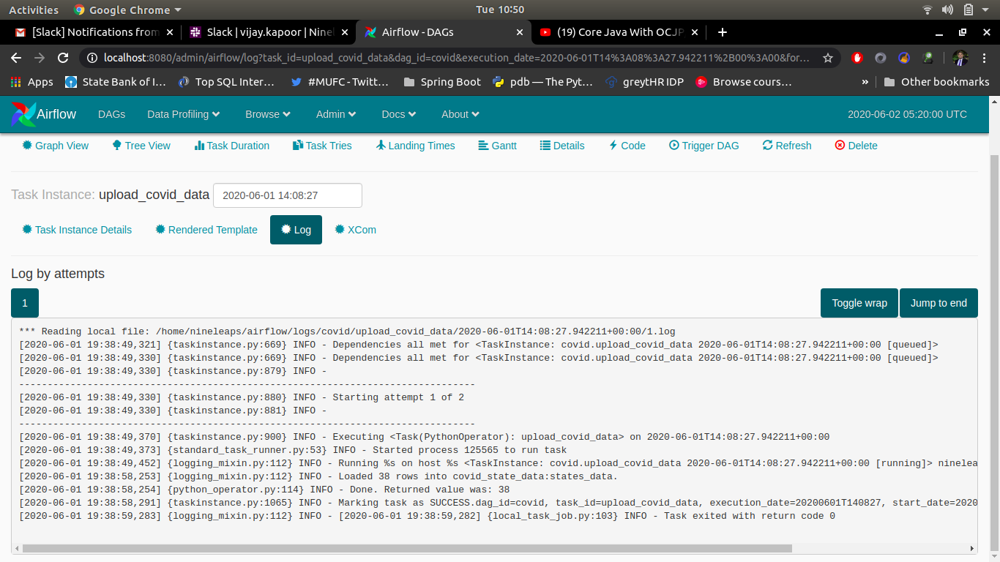 Activities Google Chrome Tue 10:50
[Slack] Notifications from Slack | vijay.kapoor | Nine Airflow - DAGs (19) Core Java With OCJP
localhost:8080/admin/airflow/log?task_id=upload_covid_data&dag_id=covid&execution_date=2020-06-01T14%3A08%3A27.942211%2B00%3A00&for...
Apps State Bank of I... Top SQL Inter... #MUFC - Twitt... Spring Boot pdb — The Pyt... greytHR IDP Browse cours... » Other bookmarks
Airflow DAGs Data Profiling Browse Admin Docs About 2020-06-02 05:20:00 UTC
Graph View Tree View Task Duration Task Tries Landing Times Gantt Details Code Trigger DAG Refresh Delete
Task Instance: upload_covid_data 2020-06-01 14:08:27
Task Instance Details Rendered Template Log XCom
Log by attempts
1 Toggle wrap Jump to end
*** Reading local file: /home/nineleaps/airflow/logs/covid/upload_covid_data/2020-06-01T14:08:27.942211+00:00/1.log
[2020-06-01 19:38:49,321] {taskinstance.py:669} INFO - Dependencies all met for <TaskInstance: covid.upload_covid_data 2020-06-01T14:08:27.942211+00:00 [queued]>
[2020-06-01 19:38:49,330] {taskinstance.py:669} INFO - Dependencies all met for <TaskInstance: covid.upload_covid_data 2020-06-01T14:08:27.942211+00:00 [queued]>
[2020-06-01 19:38:49,330] {taskinstance.py:879} INFO -
--------------------------------------------------------------------------------
[2020-06-01 19:38:49,330] {taskinstance.py:880} INFO - Starting attempt 1 of 2
[2020-06-01 19:38:49,330] {taskinstance.py:881} INFO -
--------------------------------------------------------------------------------
[2020-06-01 19:38:49,370] {taskinstance.py:900} INFO - Executing <Task(PythonOperator): upload_covid_data> on 2020-06-01T14:08:27.942211+00:00
[2020-06-01 19:38:49,373] {standard_task_runner.py:53} INFO - Started process 125565 to run task
[2020-06-01 19:38:49,452] {logging_mixin.py:112} INFO - Running %s on host %s <TaskInstance: covid.upload_covid_data 2020-06-01T14:08:27.942211+00:00 [running]> ninelea
[2020-06-01 19:38:58,253] {logging_mixin.py:112} INFO - Loaded 38 rows into covid_state_data:states_data.
[2020-06-01 19:38:58,254] {python_operator.py:114} INFO - Done. Returned value was: 38
[2020-06-01 19:38:58,291] {taskinstance.py:1065} INFO - Marking task as SUCCESS.dag_id=covid, task_id=upload_covid_data, execution_date=20200601T140827, start_date=2020
[2020-06-01 19:38:59,283] {logging_mixin.py:112} INFO - [2020-06-01 19:38:59,282] {local_task_job.py:103} INFO - Task exited with return code 0